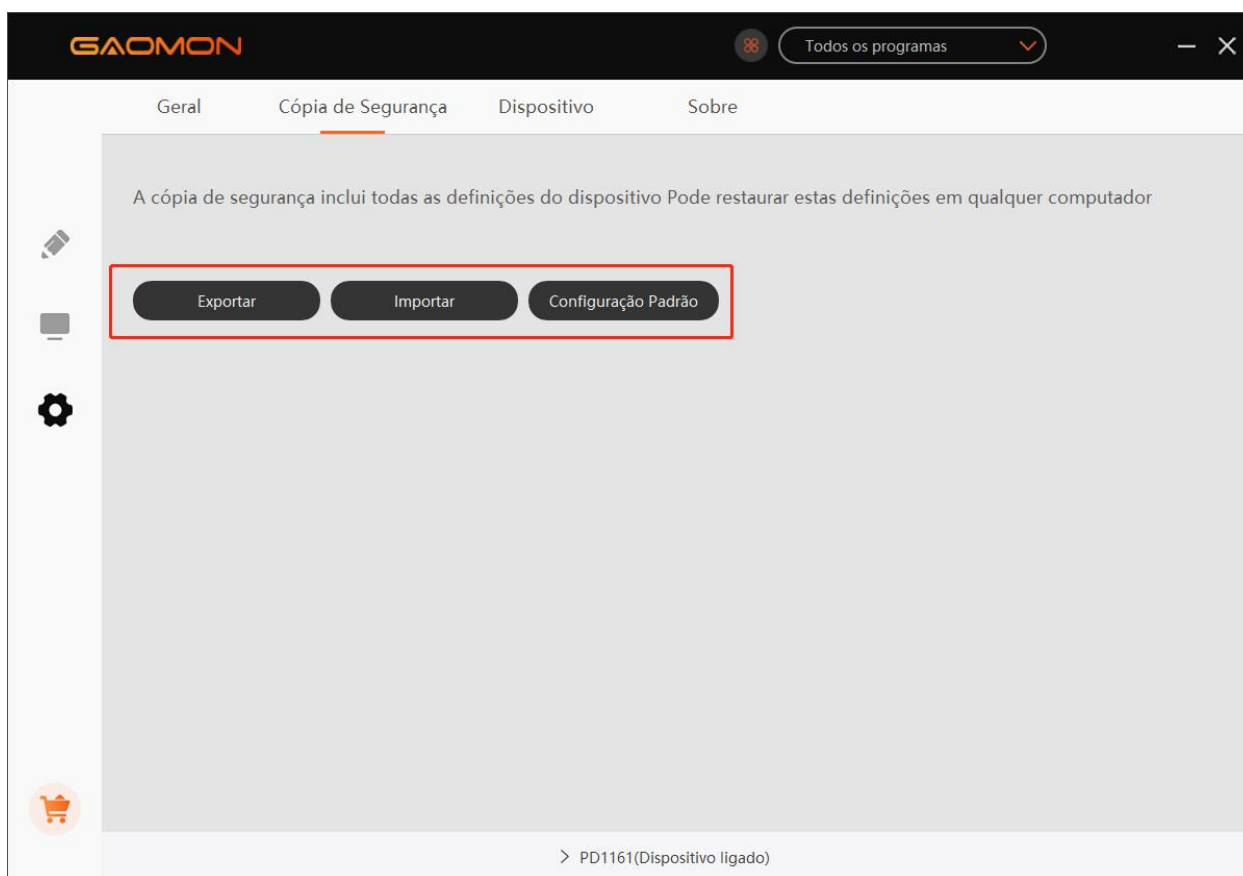 GAOMON
Todos os programas
Geral Cópia de Segurança Dispositivo Sobre
A cópia de segurança inclui todas as definições do dispositivo Pode restaurar estas definições em qualquer computador
Exportar Importar Configuração Padrão
PD1161(Dispositivo ligado)